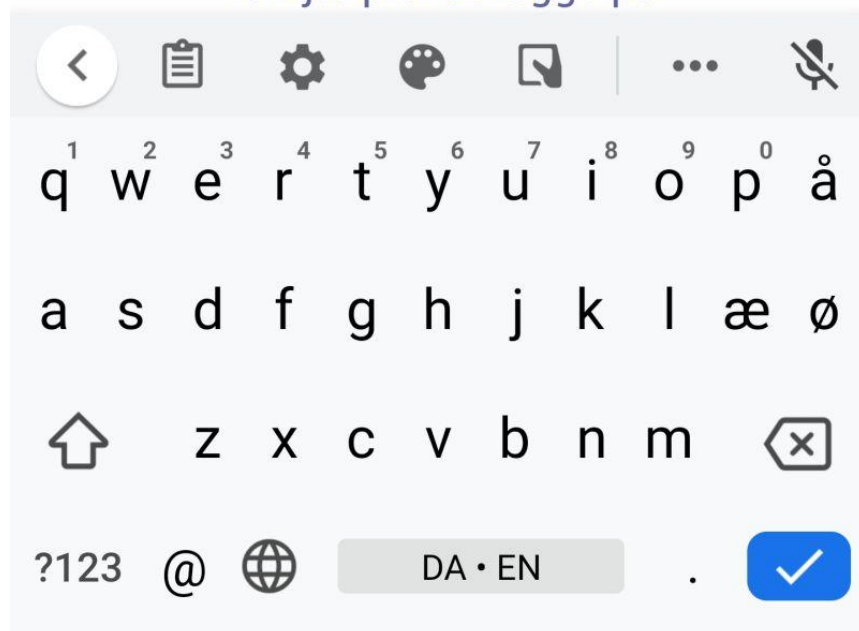 1 2 3 4 5 6 7 8 9 0
q w e r t y u i o p å
a s d f g h j k l æ ø
z x c v b n m
?123 @ DA • EN .